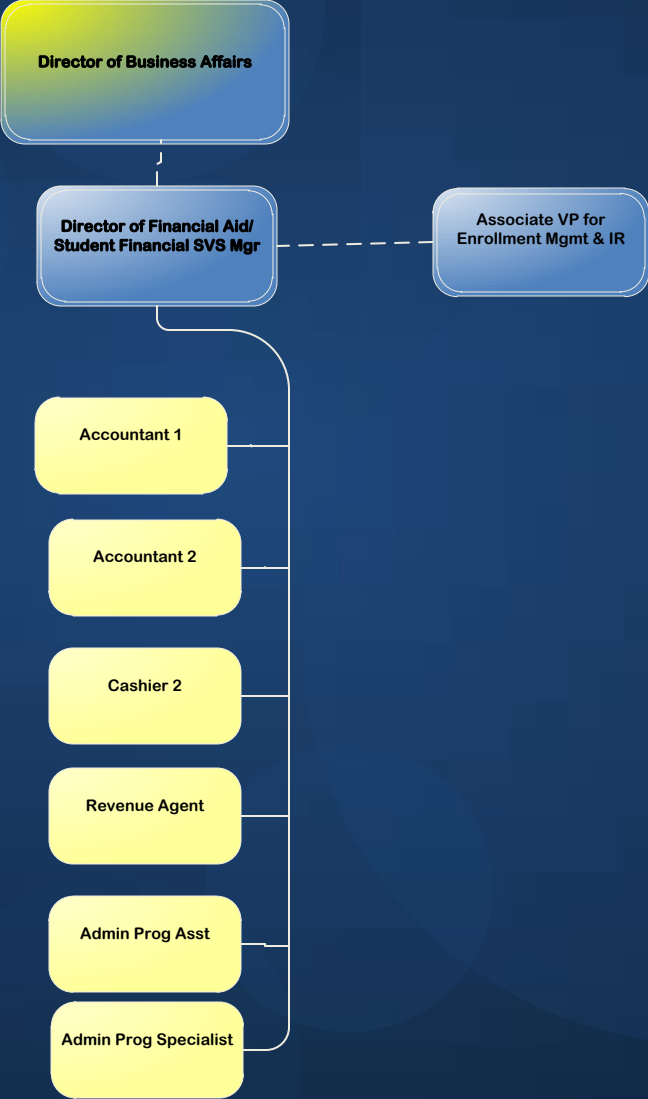 Director of Business Affairs
Director of Financial Aid/
Student Financial SVS Mgr
Associate VP for
Enrollment Mgmt & IR
Accountant 1
Accountant 2
Cashier 2
Revenue Agent
Admin Prog Asst
Admin Prog Specialist